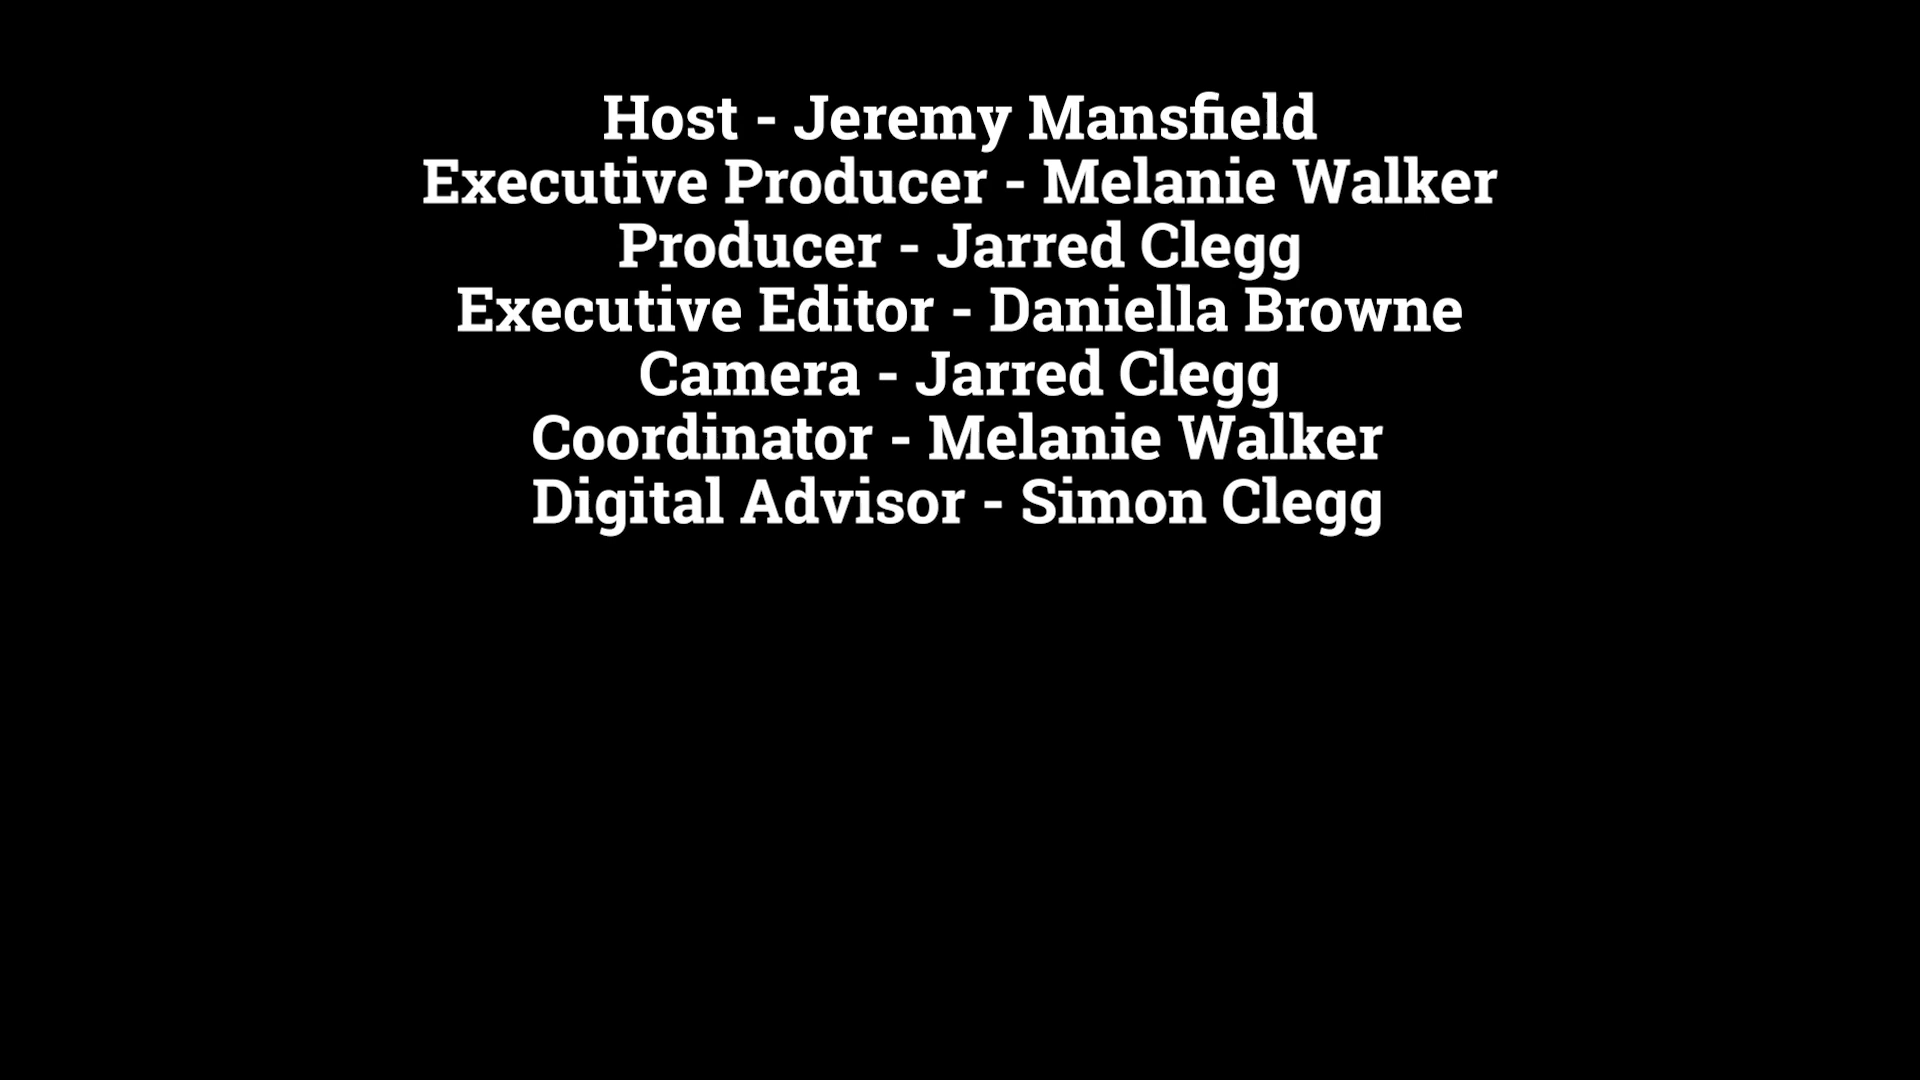 Host - Jeremy Mansfield
Executive Producer - Melanie Walker
Producer - Jarred Clegg
Executive Editor - Daniella Browne
Camera - Jarred Clegg
Coordinator - Melanie Walker
Digital Advisor - Simon Clegg